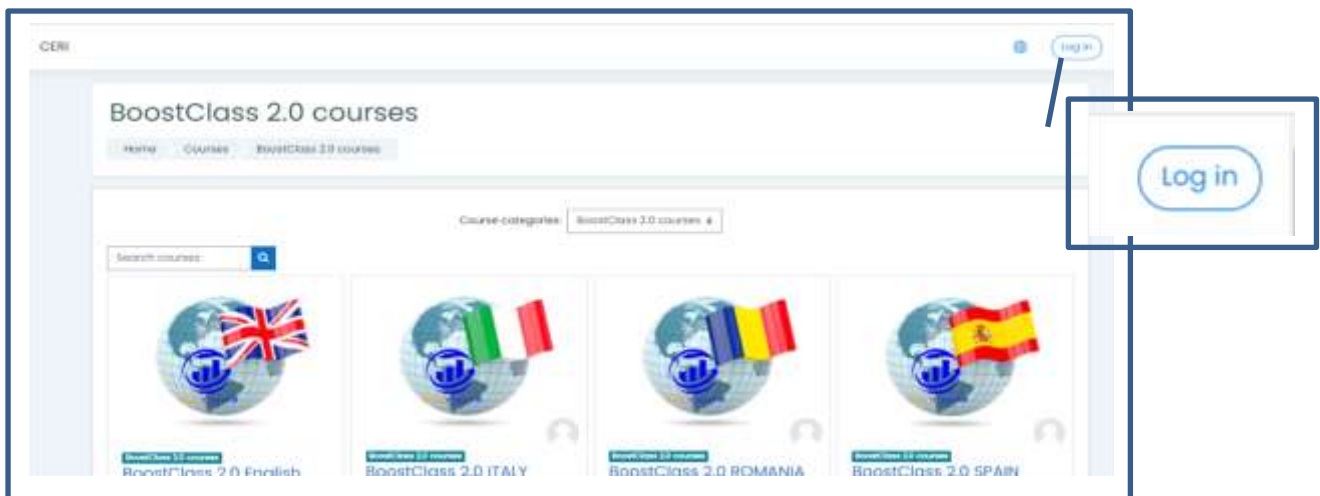 CERI
Log in
BoostClass 2.0 courses
Home Courses BoostClass 2.0 courses
Log in
Course categories: BoostClass 2.0 courses
Search courses
BoostClass 2.0 courses BoostClass 2.0 courses BoostClass 2.0 courses BoostClass 2.0 courses
BoostClass 2.0 English BoostClass 2.0 ITALY BoostClass 2.0 ROMANIA BoostClass 2.0 SPAIN